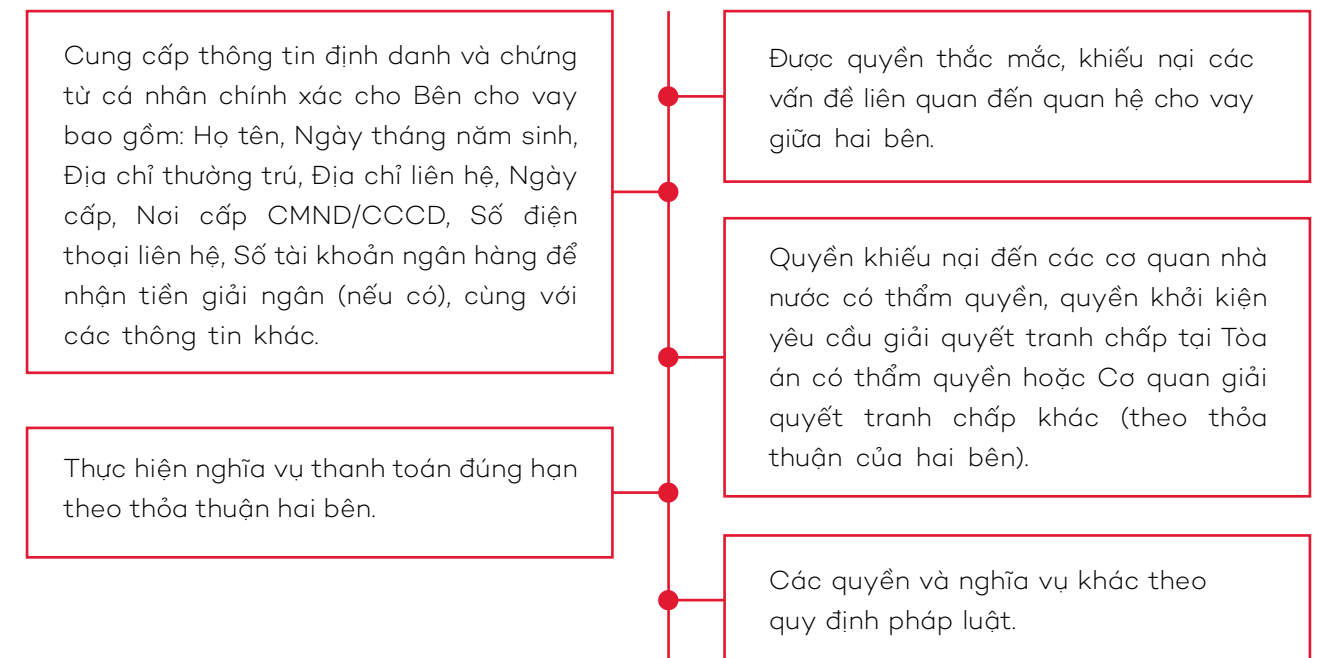 Cung cấp thông tin định danh và chứng
từ cá nhân chính xác cho Bên cho vay
bao gồm: Họ tên, Ngày tháng năm sinh,
Địa chỉ thường trú, Địa chỉ liên hệ, Ngày
cấp, Nơi cấp CMND/CCCD, Số điện
thoại liên hệ, Số tài khoản ngân hàng để
nhận tiền giải ngân (nếu có), cùng với
các thông tin khác.
Thực hiện nghĩa vụ thanh toán đúng hạn
theo thỏa thuận hai bên.
Được quyền thắc mắc, khiếu nại các
vấn đề liên quan đến quan hệ cho vay
giữa hai bên.
Quyền khiếu nại đến các cơ quan nhà
nước có thẩm quyền, quyền khởi kiện
yêu cầu giải quyết tranh chấp tại Tòa
án có thẩm quyền hoặc Cơ quan giải
quyết tranh chấp khác (theo thỏa
thuận của hai bên).
Các quyền và nghĩa vụ khác theo
quy định pháp luật.